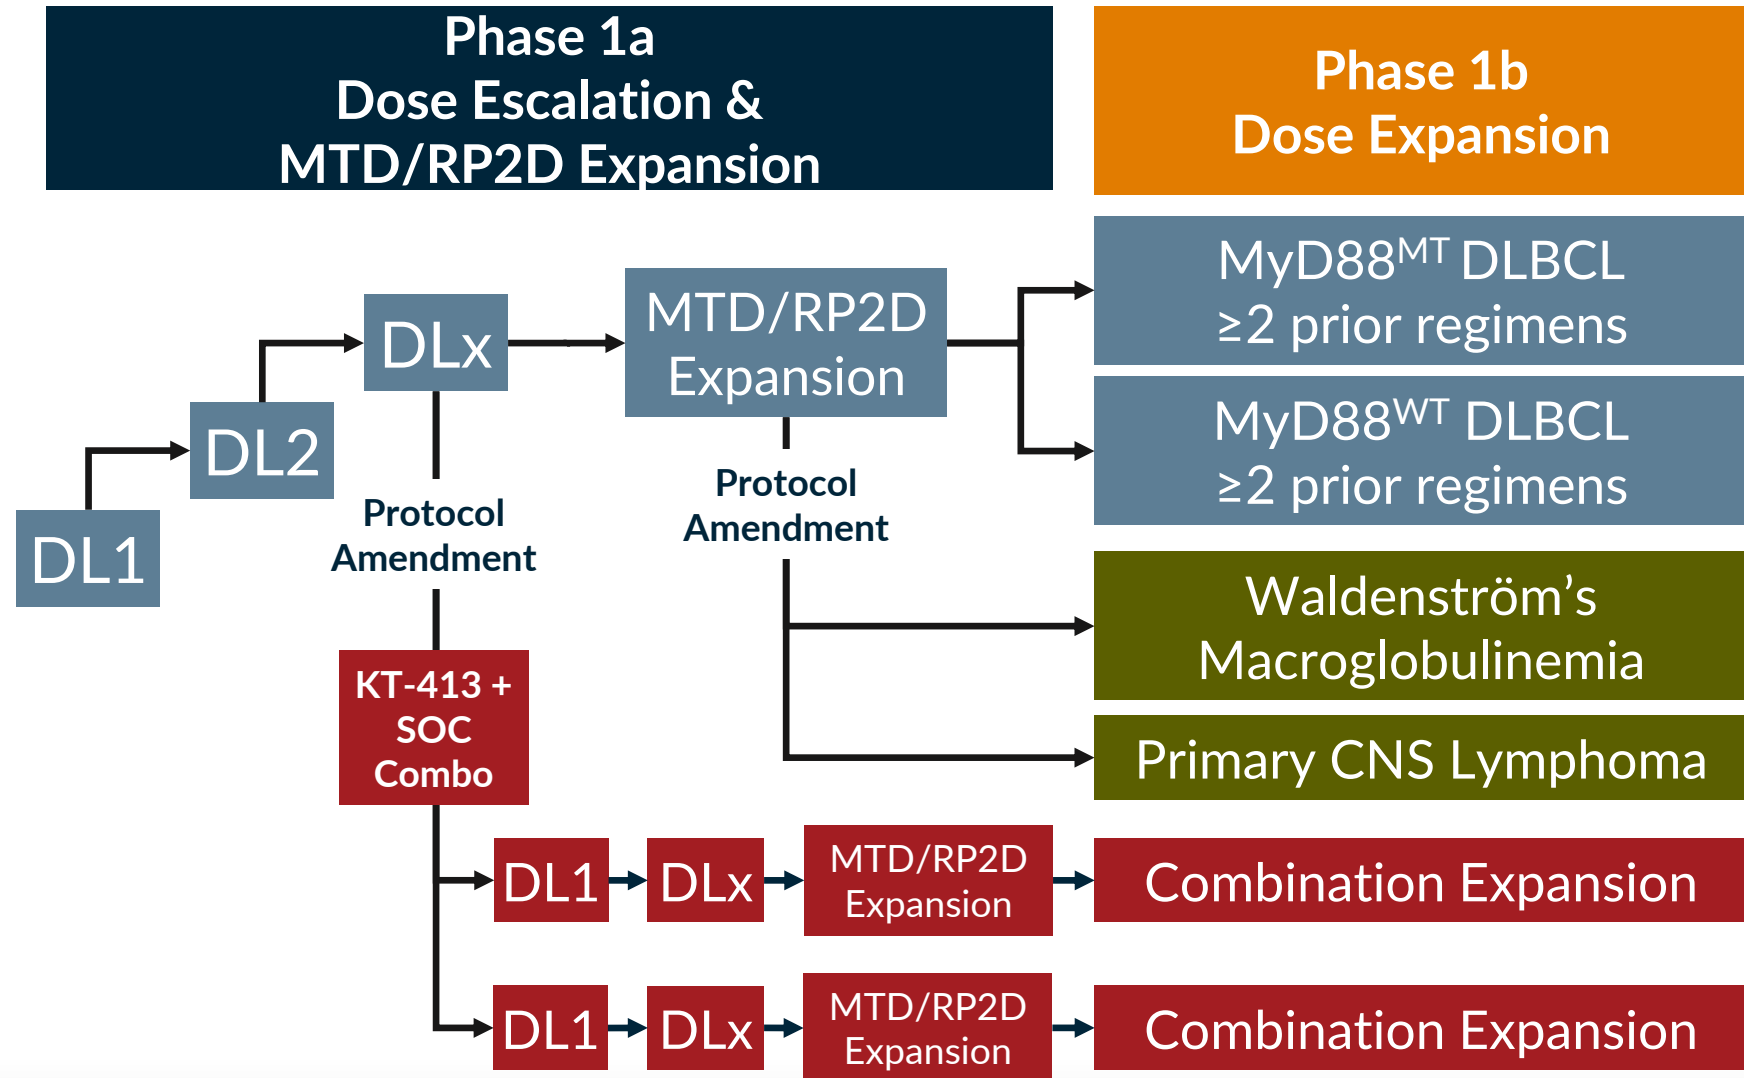 Phase 1a
Dose Escalation &
MTD/RP2D Expansion
Phase 1b
Dose Expansion
DL1
DL2
DLx
MTD/RP2D
Expansion
MyD88ᴹᵀ DLBCL
≥2 prior regimens
MyD88ᵂᵀ DLBCL
≥2 prior regimens
Protocol
Amendment
Protocol
Amendment
Waldenström’s
Macroglobulinemia
Primary CNS Lymphoma
KT-413 +
SOC
Combo
DL1
DLx
MTD/RP2D
Expansion
Combination Expansion
DL1
DLx
MTD/RP2D
Expansion
Combination Expansion